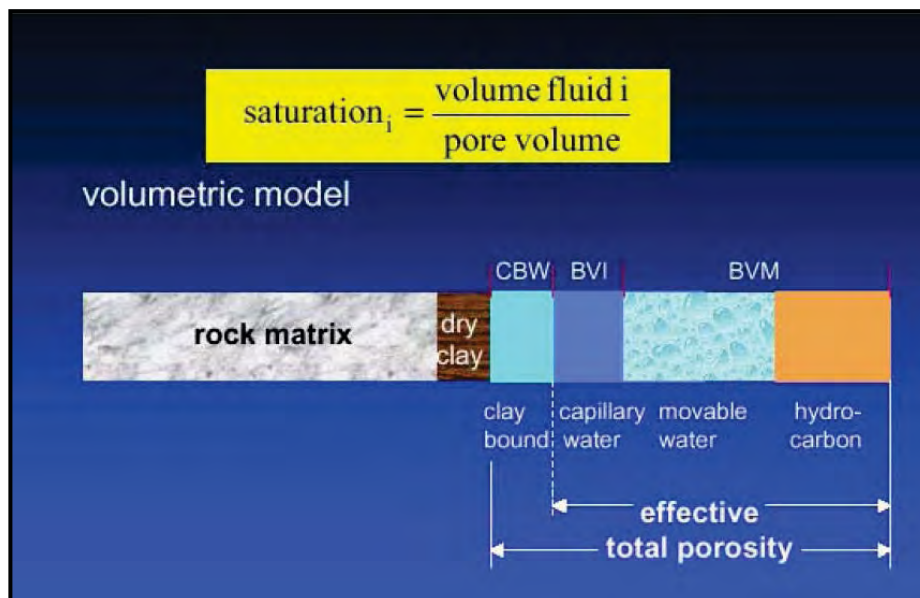 saturationᵢ = volume fluid i / pore volume
volumetric model
CBW BVI BVM
rock matrix
dry
clay
clay capillary movable hydro-
bound water water carbon
effective
total porosity